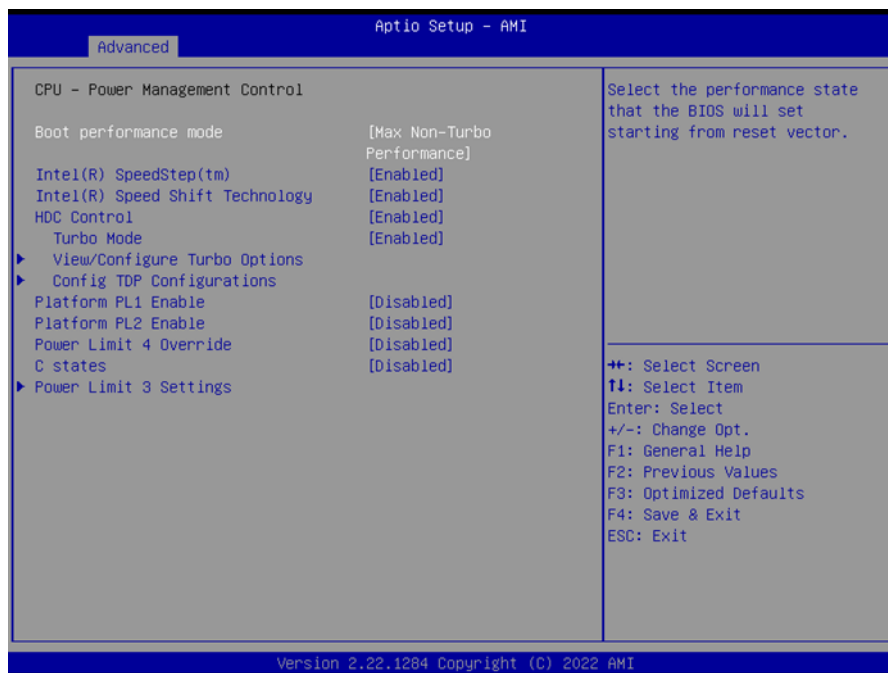 Aptio Setup – AMI
Advanced
CPU – Power Management Control
Boot performance mode [Max Non-Turbo
Performance]
Intel(R) SpeedStep(tm) [Enabled]
Intel(R) Speed Shift Technology [Enabled]
HDC Control [Enabled]
Turbo Mode [Enabled]
View/Configure Turbo Options
Config TDP Configurations
Platform PL1 Enable [Disabled]
Platform PL2 Enable [Disabled]
Power Limit 4 Override [Disabled]
C states [Disabled]
Power Limit 3 Settings
Select the performance state
that the BIOS will set
starting from reset vector.
→←: Select Screen
↑↓: Select Item
Enter: Select
+/-: Change Opt.
F1: General Help
F2: Previous Values
F3: Optimized Defaults
F4: Save & Exit
ESC: Exit
Version 2.22.1284 Copyright (C) 2022 AMI